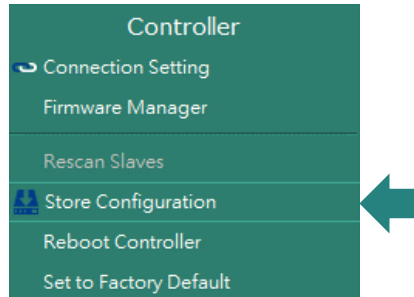 Controller
Connection Setting
Firmware Manager
Rescan Slaves
Store Configuration
Reboot Controller
Set to Factory Default